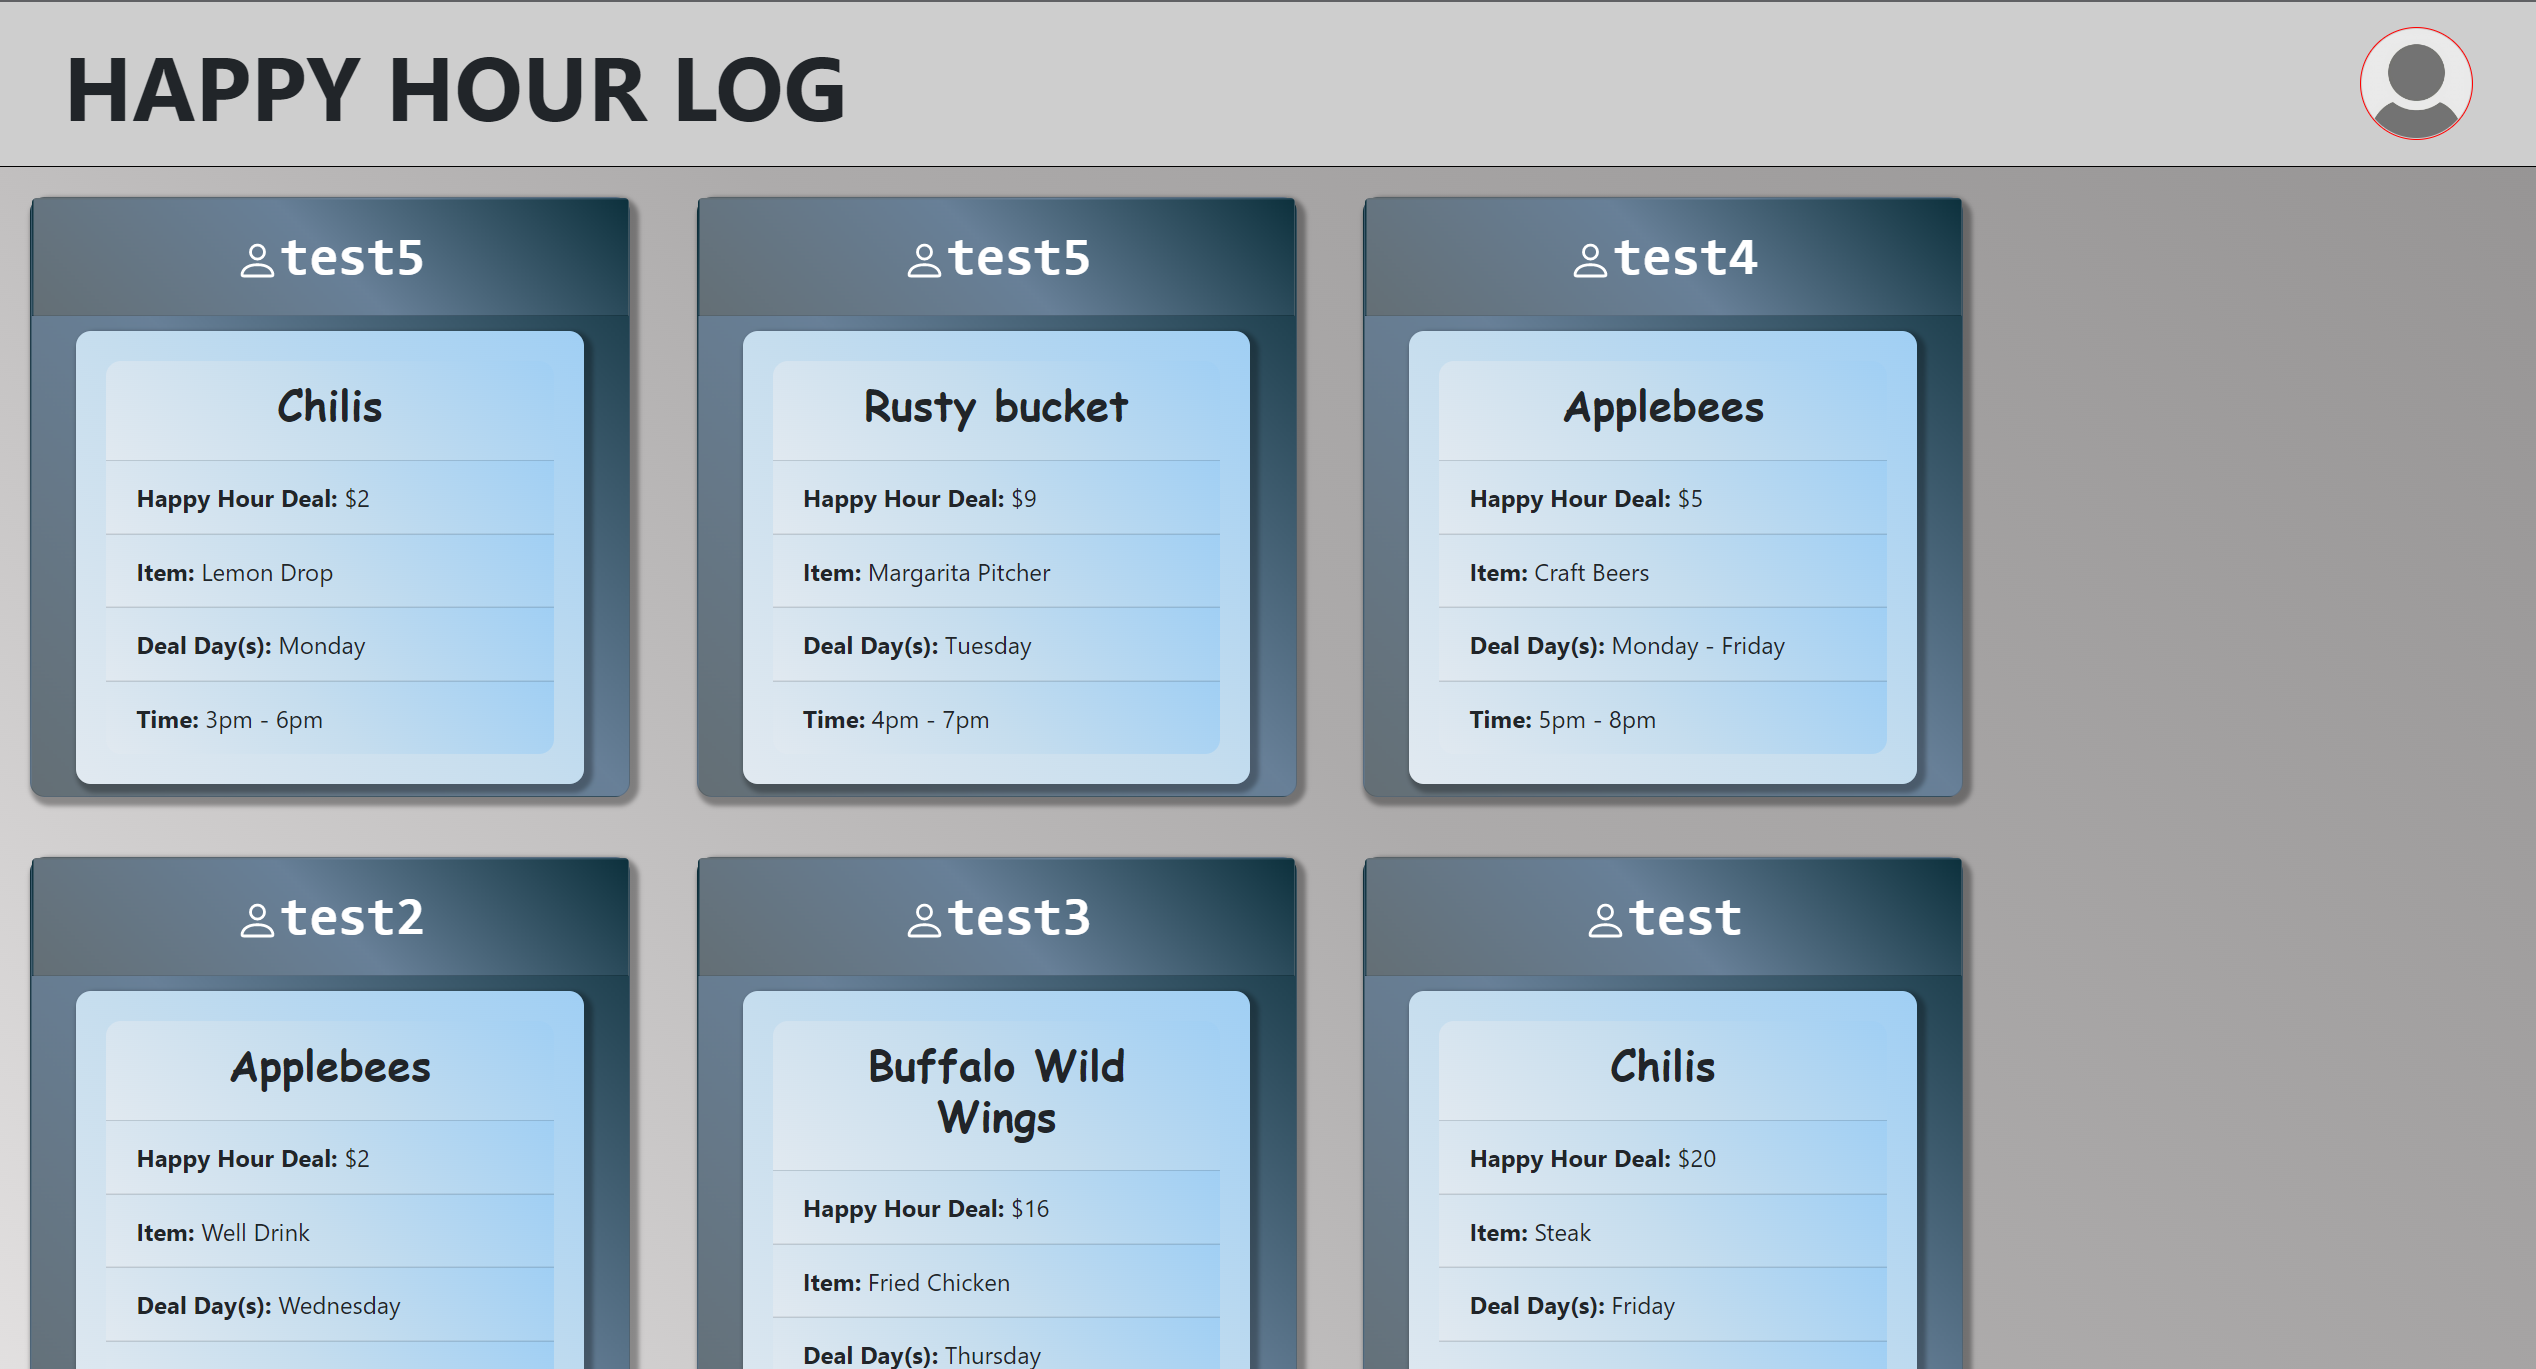 HAPPY HOUR LOG
test5
Chilis
Happy Hour Deal: $2
Item: Lemon Drop
Deal Day(s): Monday
Time: 3pm - 6pm
test5
Rusty bucket
Happy Hour Deal: $9
Item: Margarita Pitcher
Deal Day(s): Tuesday
Time: 4pm - 7pm
test4
Applebees
Happy Hour Deal: $5
Item: Craft Beers
Deal Day(s): Monday - Friday
Time: 5pm - 8pm
test2
Applebees
Happy Hour Deal: $2
Item: Well Drink
Deal Day(s): Wednesday
test3
Buffalo Wild
Wings
Happy Hour Deal: $16
Item: Fried Chicken
Deal Day(s): Thursday
test
Chilis
Happy Hour Deal: $20
Item: Steak
Deal Day(s): Friday